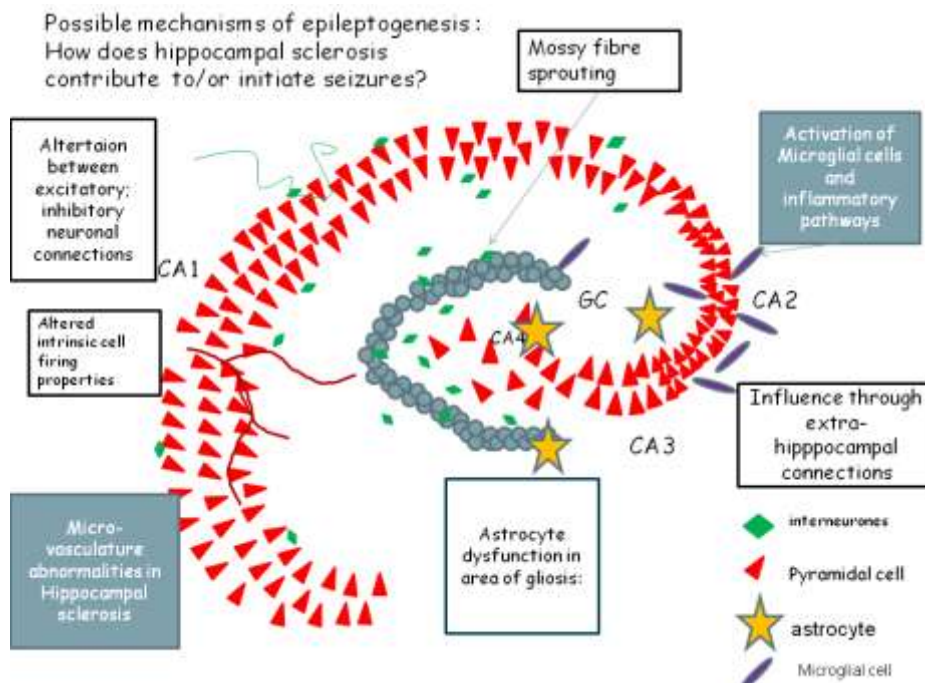 Possible mechanisms of epileptogenesis :
How does hippocampal sclerosis
contribute to/or initiate seizures?
Mossy fibre
sprouting
Altertaion
between
excitatory;
inhibitory
neuronal
connections
Activation of
Microglial cells
and
inflammatory
pathways
CA1
GC
CA2
CA4
Altered
intrinsic cell
firing
properties
CA3
Influence through
extra-
hipppocampal
connections
Micro-
vasculature
abnormalities in
Hippocampal
sclerosis
Astrocyte
dysfunction in
area of gliosis:
interneurones
Pyramidal cell
astrocyte
Microglial cell